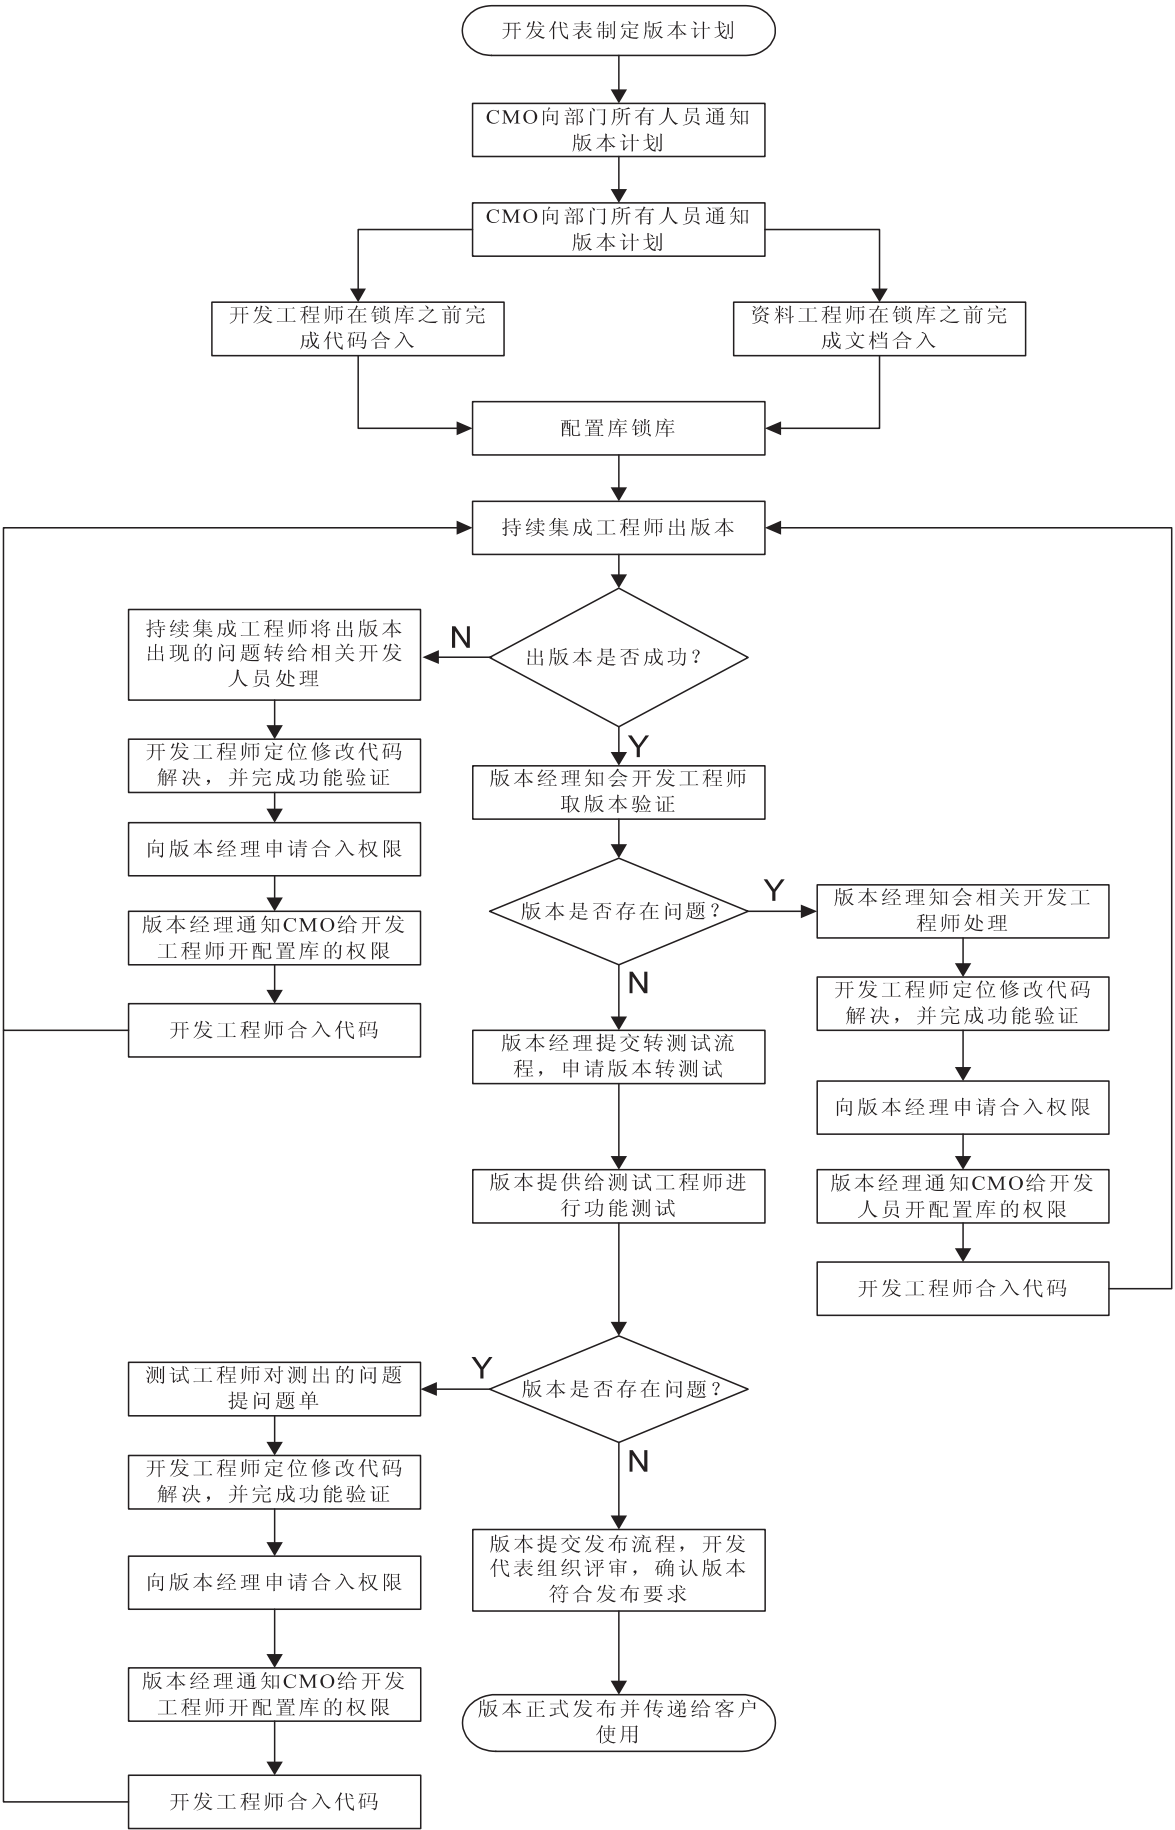 开发代表制定版本计划
CMO向部门所有人员通知
版本计划
CMO向部门所有人员通知
版本计划
开发工程师在锁库之前完
成代码合入
资料工程师在锁库之前完
成文档合入
配置库锁库
持续集成工程师出版本
出版本是否成功？
N
持续集成工程师将出版本
出现的问题转给相关开发
人员处理
开发工程师定位修改代码
解决，并完成功能验证
向版本经理申请合入权限
版本经理通知CMO给开发
工程师开配置库的权限
开发工程师合入代码
Y
版本经理知会开发工程师
取版本验证
版本是否存在问题？
Y
版本经理知会相关开发工
程师处理
开发工程师定位修改代码
解决，并完成功能验证
向版本经理申请合入权限
版本经理通知CMO给开发
人员开配置库的权限
开发工程师合入代码
N
版本经理提交转测试流
程，申请版本转测试
版本提供给测试工程师进
行功能测试
版本是否存在问题？
Y
测试工程师对测出的问题
提问题单
开发工程师定位修改代码
解决，并完成功能验证
向版本经理申请合入权限
版本经理通知CMO给开发
工程师开配置库的权限
开发工程师合入代码
N
版本提交发布流程，开发
代表组织评审，确认版本
符合发布要求
版本正式发布并传递给客户
使用